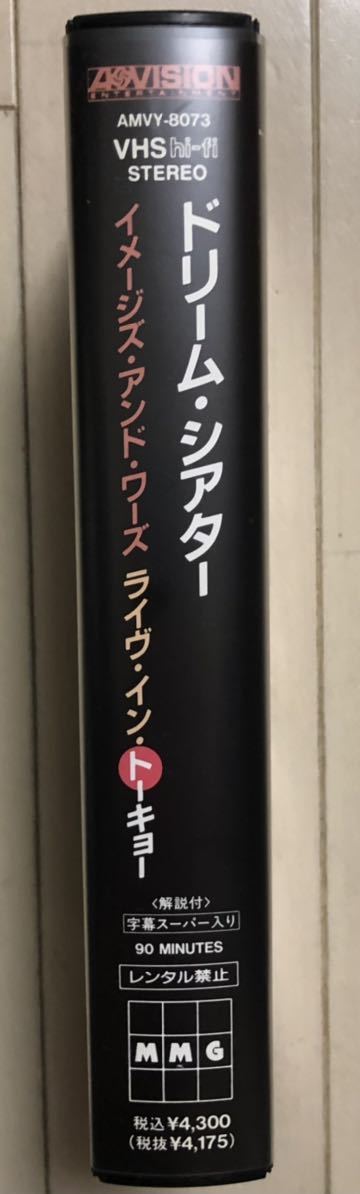 A*VISION
ENTERTAINMENT
AMVY-8073
VHS hi-fi
STEREO
ドリーム・シアター
イメージズ・アンド・ワーズ ライヴ・イン・トーキョー
〈解説付〉
字幕スーパー入り
90 MINUTES
レンタル禁止
MMG
税込¥4,300
(税抜¥4,175)